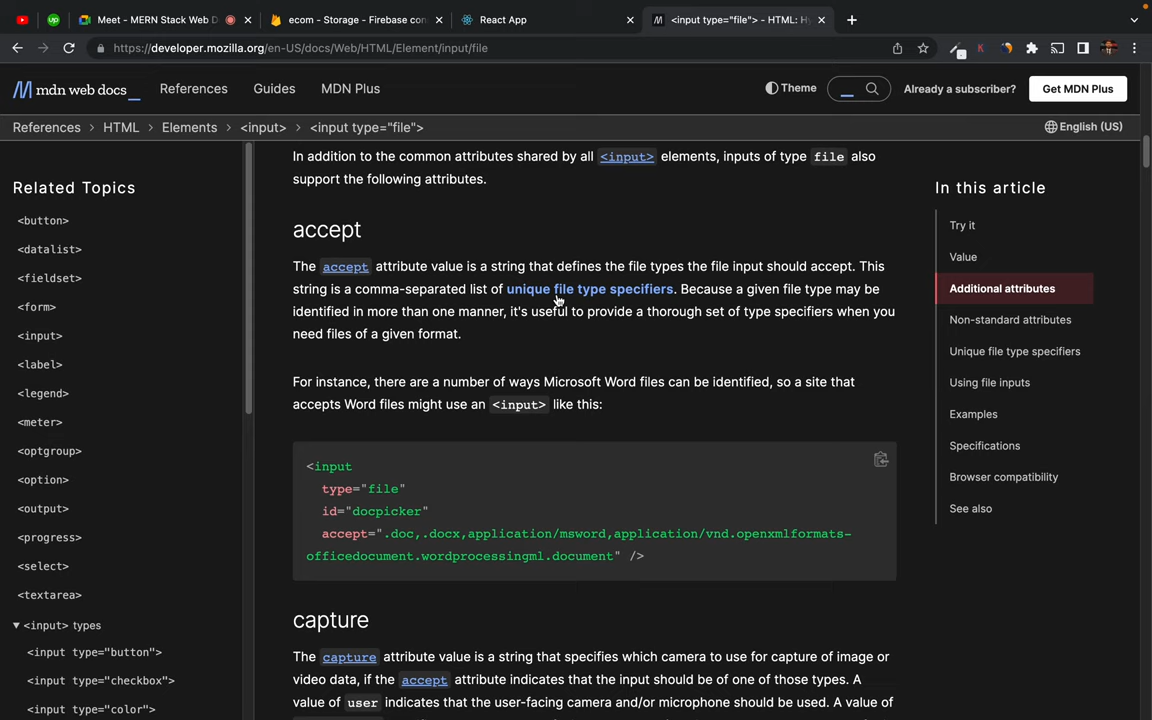 Meet - MERN Stack Web D
ecom - Storage - Firebase con
React App
<input type="file"> - HTML: Hy
https://developer.mozilla.org/en-US/docs/Web/HTML/Element/input/file
mdn web docs_
References
Guides
MDN Plus
Theme
Already a subscriber?
Get MDN Plus
References > HTML > Elements > <input> > <input type="file">
English (US)
Related Topics
<button>
<datalist>
<fieldset>
<form>
<input>
<label>
<legend>
<meter>
<optgroup>
<option>
<output>
<progress>
<select>
<textarea>
<input> types
<input type="button">
<input type="checkbox">
<input type="color">
In addition to the common attributes shared by all <input> elements, inputs of type file also
support the following attributes.
accept
The accept attribute value is a string that defines the file types the file input should accept. This
string is a comma-separated list of unique file type specifiers. Because a given file type may be
identified in more than one manner, it's useful to provide a thorough set of type specifiers when you
need files of a given format.
For instance, there are a number of ways Microsoft Word files can be identified, so a site that
accepts Word files might use an <input> like this:
<input
type="file"
id="docpicker"
accept=".doc,.docx,application/msword,application/vnd.openxmlformats-
officedocument.wordprocessingml.document" />
capture
The capture attribute value is a string that specifies which camera to use for capture of image or
video data, if the accept attribute indicates that the input should be of one of those types. A
value of user indicates that the user-facing camera and/or microphone should be used. A value of
In this article
Try it
Value
Additional attributes
Non-standard attributes
Unique file type specifiers
Using file inputs
Examples
Specifications
Browser compatibility
See also